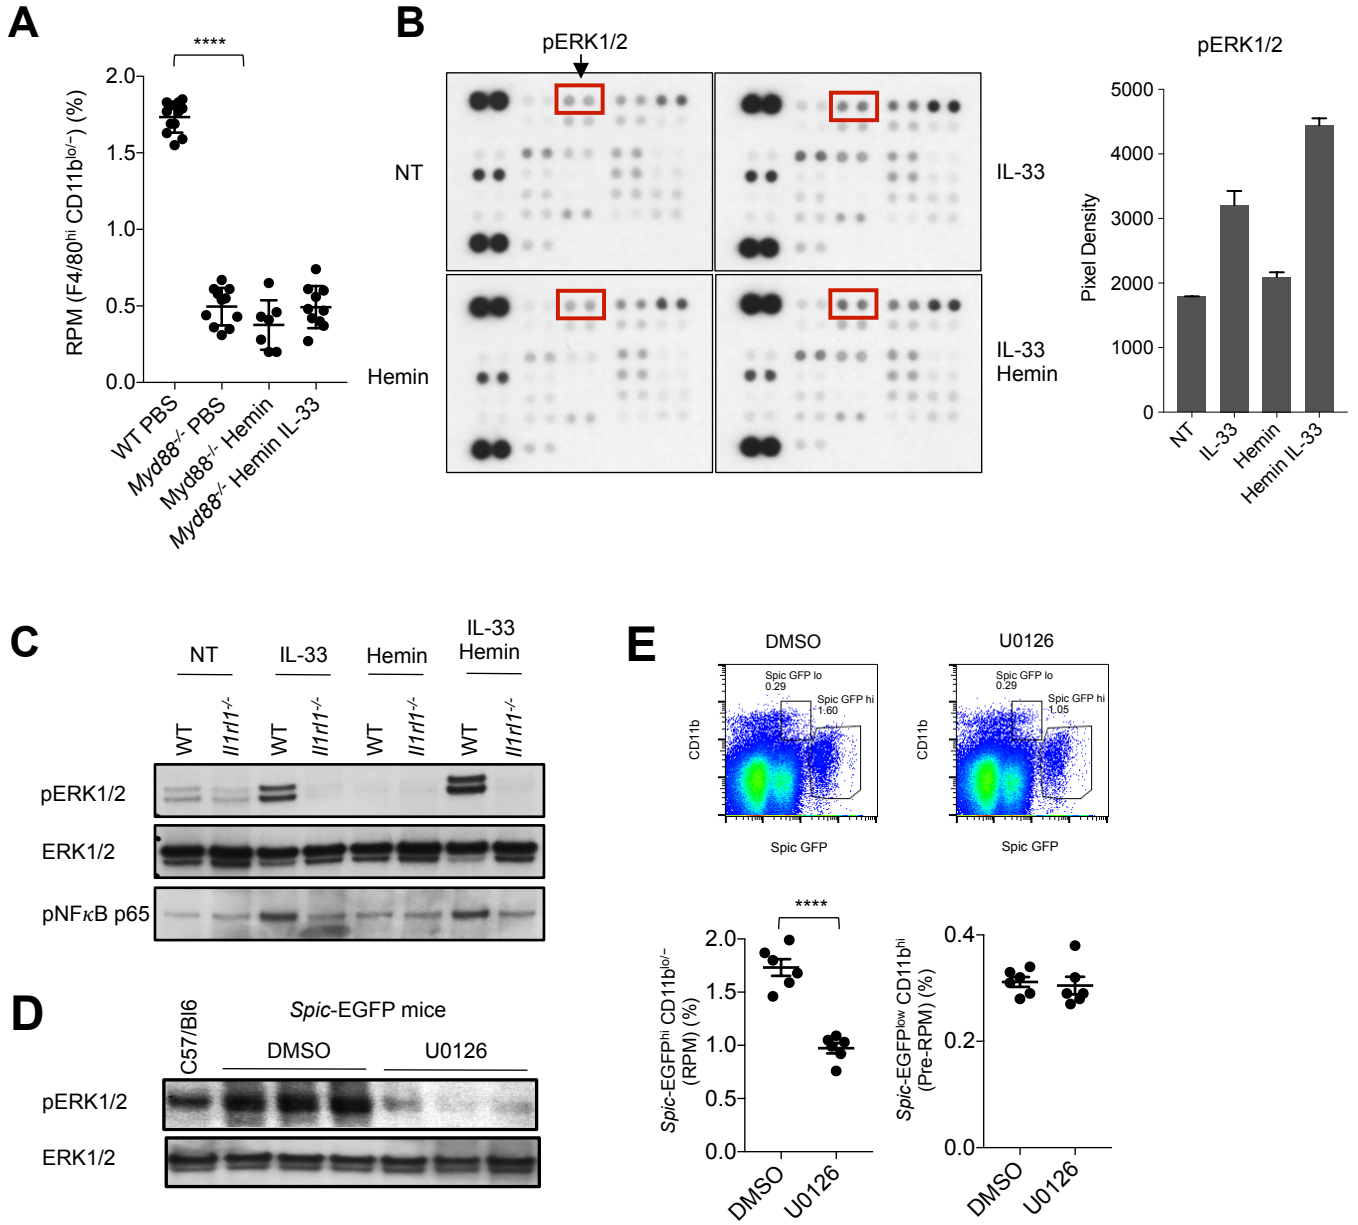 A
****
RPM (F4/80hi CD11blo/−) (%)
2.0
1.5
1.0
0.5
0.0
WT PBS
Myd88-/- PBS
Myd88-/- Hemin
Myd88-/- Hemin IL-33
B
pERK1/2
NT
IL-33
Hemin
IL-33
Hemin
pERK1/2
Pixel Density
5000
4000
3000
2000
1000
0
NT
IL-33
Hemin
Hemin IL-33
C
NT
IL-33
Hemin
IL-33
Hemin
WT
Il1rl1-/-
WT
Il1rl1-/-
WT
Il1rl1-/-
WT
Il1rl1-/-
pERK1/2
ERK1/2
pNFκB p65
D
C57/Bl6
Spic-EGFP mice
DMSO
U0126
pERK1/2
ERK1/2
E
DMSO
Spic GFP lo
0.29
Spic GFP hi
1.60
CD11b
Spic GFP
U0126
Spic GFP lo
0.29
Spic GFP hi
1.05
CD11b
Spic GFP
****
Spic-EGFPhi CD11blo/−
(RPM) (%)
2.0
1.5
1.0
0.5
0.0
DMSO
U0126
Spic-EGFPlow CD11bhi
(Pre-RPM) (%)
0.4
0.2
0.0
DMSO
U0126